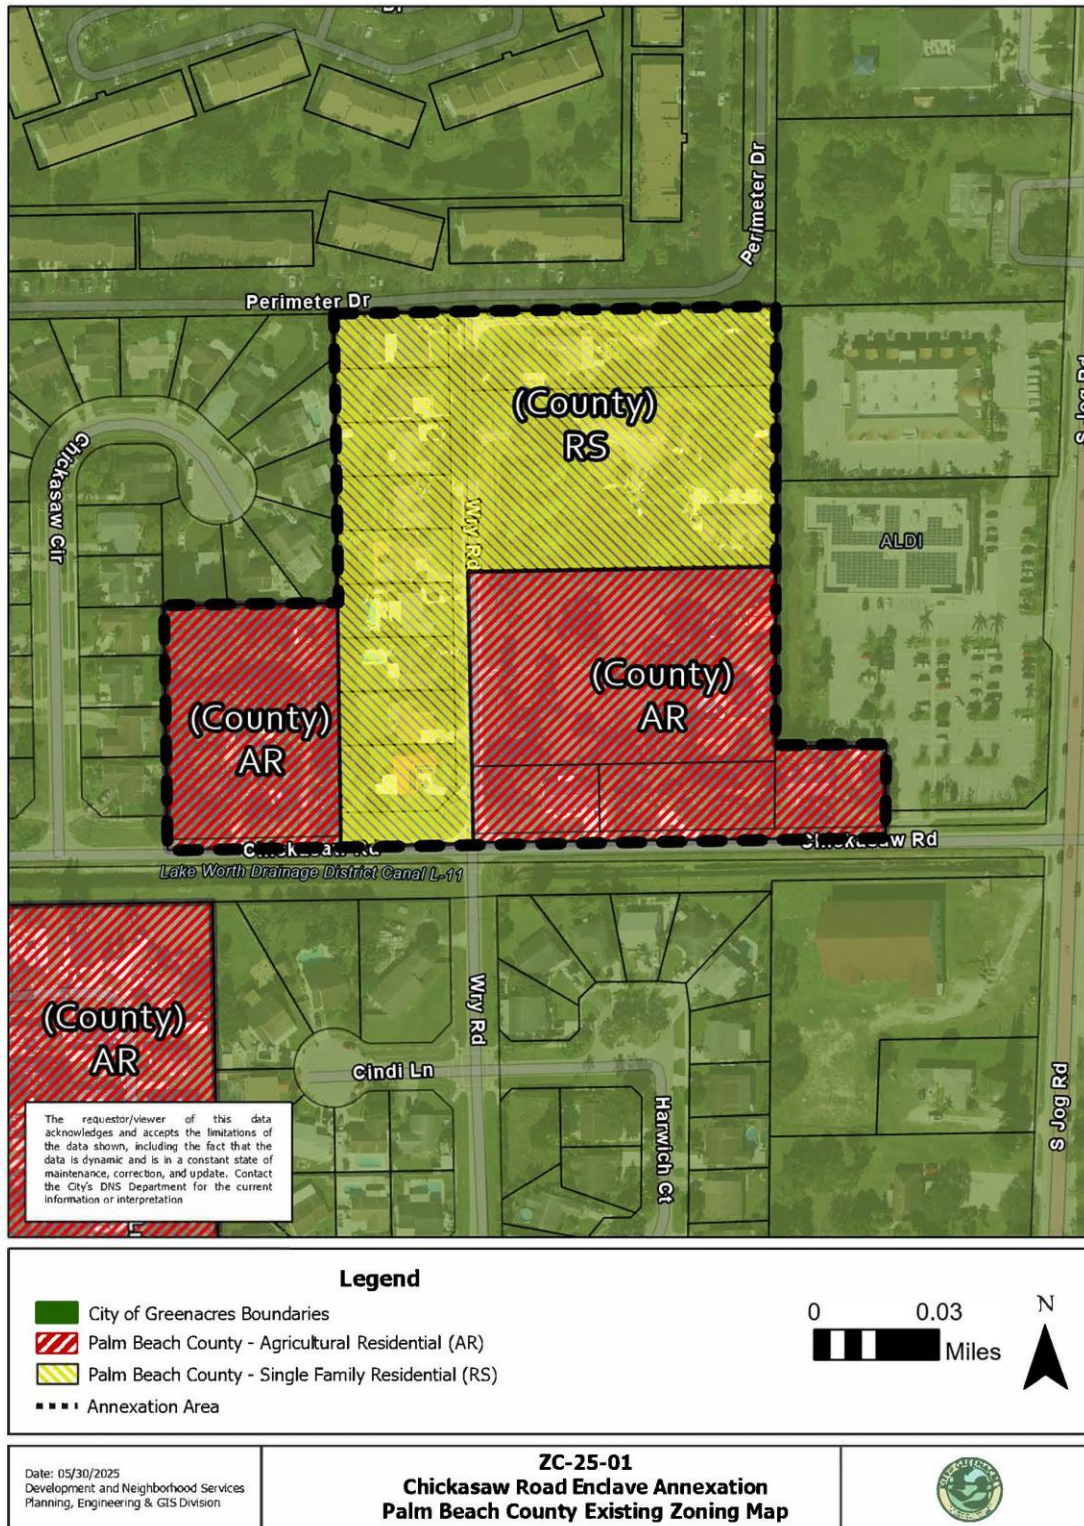 Perimeter Dr
Perimeter Dr
(County)
RS
Chickasaw Cir
Wry Rd
ALDI
(County)
AR
(County)
AR
Chickasaw Rd
Chickasaw Rd
Lake Worth Drainage District Canal L-11
(County)
AR
Wry Rd
Cindi Ln
Harwich Ct
S Jog Rd
The requestor/viewer of this data
acknowledges and accepts the limitations of
the data shown, including the fact that the
data is dynamic and is in a constant state of
maintenance, correction, and update. Contact
the City's DNS Department for the current
information or interpretation
Legend
City of Greenacres Boundaries
Palm Beach County - Agricultural Residential (AR)
Palm Beach County - Single Family Residential (RS)
Annexation Area
0 0.03
Miles
N
Date: 05/30/2025
Development and Neighborhood Services
Planning, Engineering & GIS Division
ZC-25-01
Chickasaw Road Enclave Annexation
Palm Beach County Existing Zoning Map